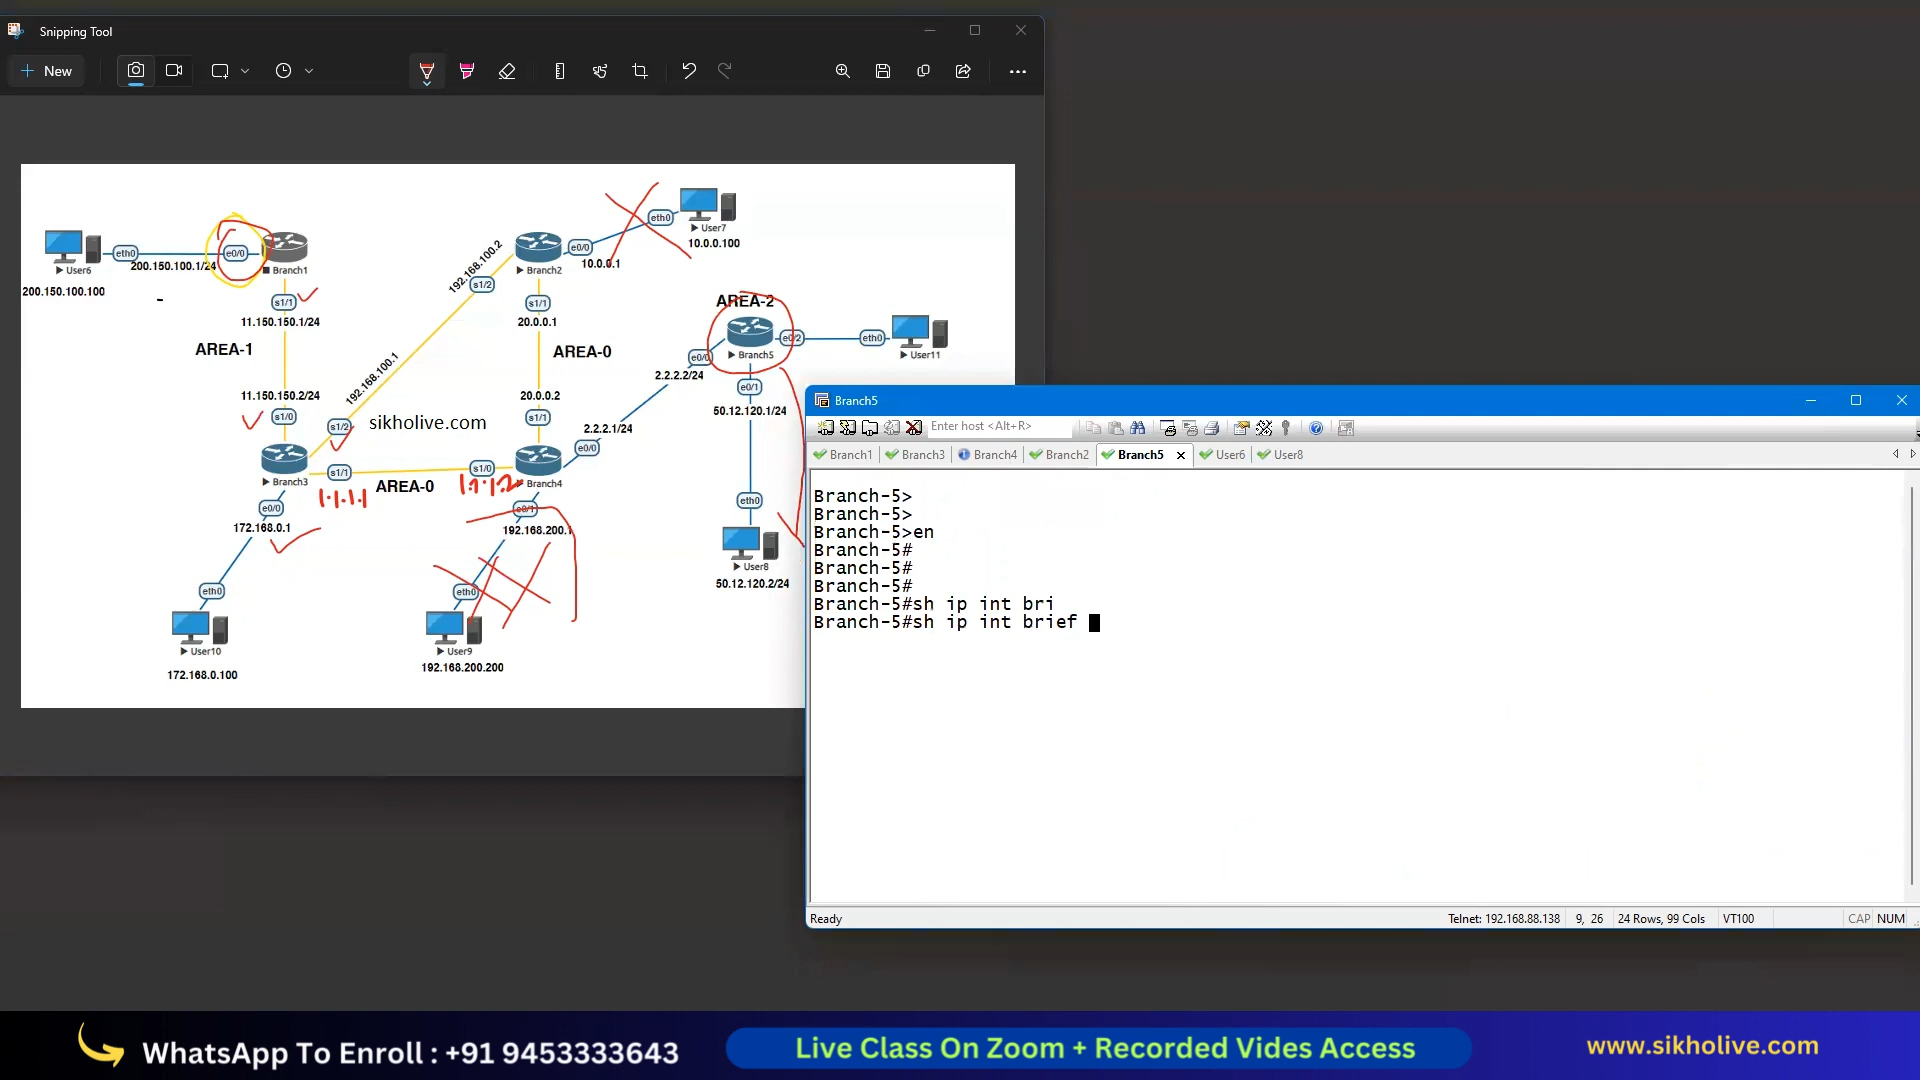 Snipping Tool
New
eth0
User7
10.0.0.100
e0/0
10.0.0.1
Branch2
192.168.100.2
s1/2
s1/1
20.0.0.1
User6
eth0
200.150.100.1/24
e0/0
Branch1
200.150.100.100
-
s1/1
11.150.150.1/24
AREA-1
AREA-0
AREA-2
Branch5
e0/2
eth0
User11
e0/0
2.2.2.2/24
e0/1
50.12.120.1/24
192.168.100.1
11.150.150.2/24
s1/0
s1/2
sikholive.com
20.0.0.2
s1/1
2.2.2.1/24
e0/0
Branch3
s1/1
AREA-0
s1/0
Branch4
1.1.1.1
1.1.1.2
e0/0
172.168.0.1
e0/1
192.168.200.1
eth0
User8
50.12.120.2/24
eth0
User10
172.168.0.100
eth0
User9
192.168.200.200
Branch5
Enter host <Alt+R>
Branch1 Branch3 Branch4 Branch2 Branch5 User6 User8
Branch-5>
Branch-5>
Branch-5>en
Branch-5#
Branch-5#
Branch-5#
Branch-5#sh ip int bri
Branch-5#sh ip int brief
Ready Telnet: 192.168.88.138 9, 26 24 Rows, 99 Cols VT100 CAP NUM
WhatsApp To Enroll : +91 9453333643
Live Class On Zoom + Recorded Vides Access
www.sikholive.com